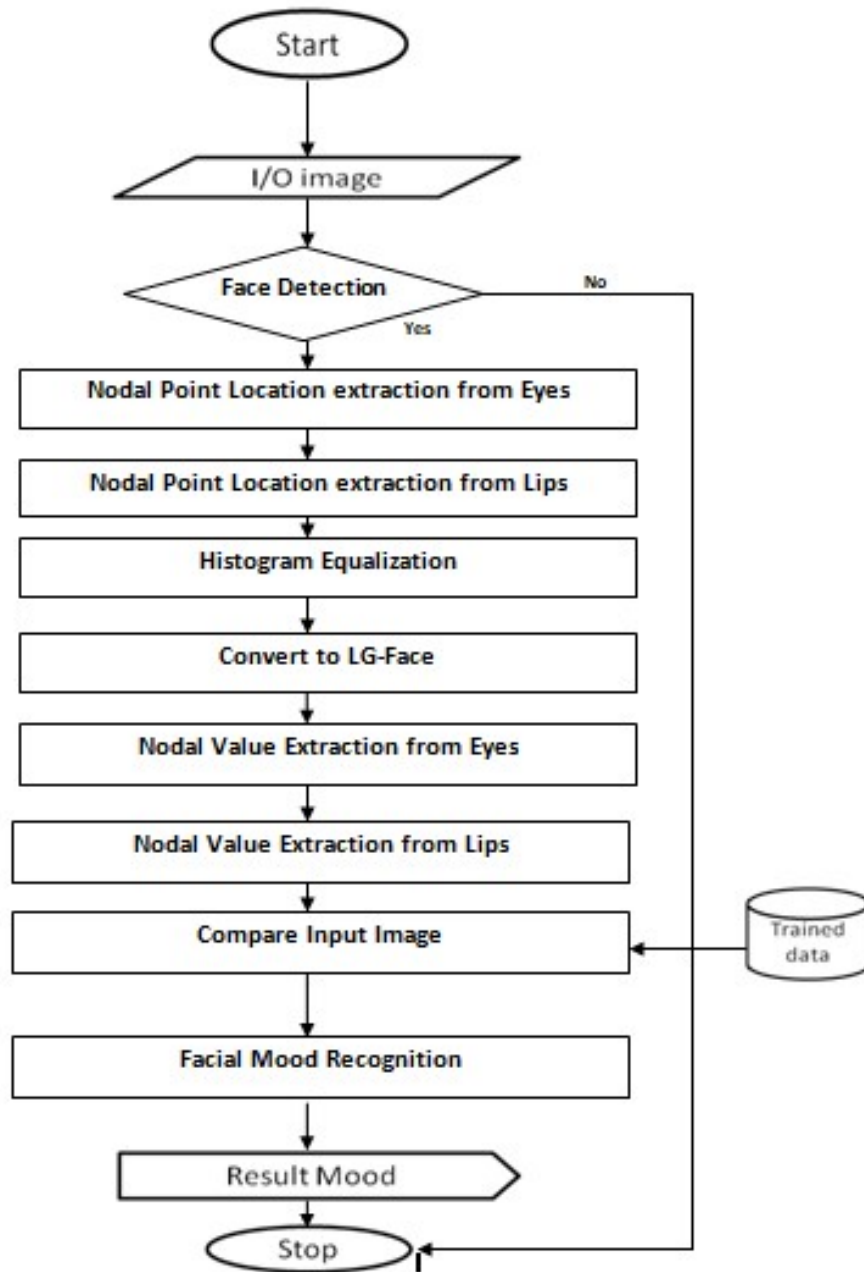 Start
I/O image
Face Detection
No
Yes
Nodal Point Location extraction from Eyes
Nodal Point Location extraction from Lips
Histogram Equalization
Convert to LG-Face
Nodal Value Extraction from Eyes
Nodal Value Extraction from Lips
Compare Input Image
Trained
data
Facial Mood Recognition
Result Mood
Stop